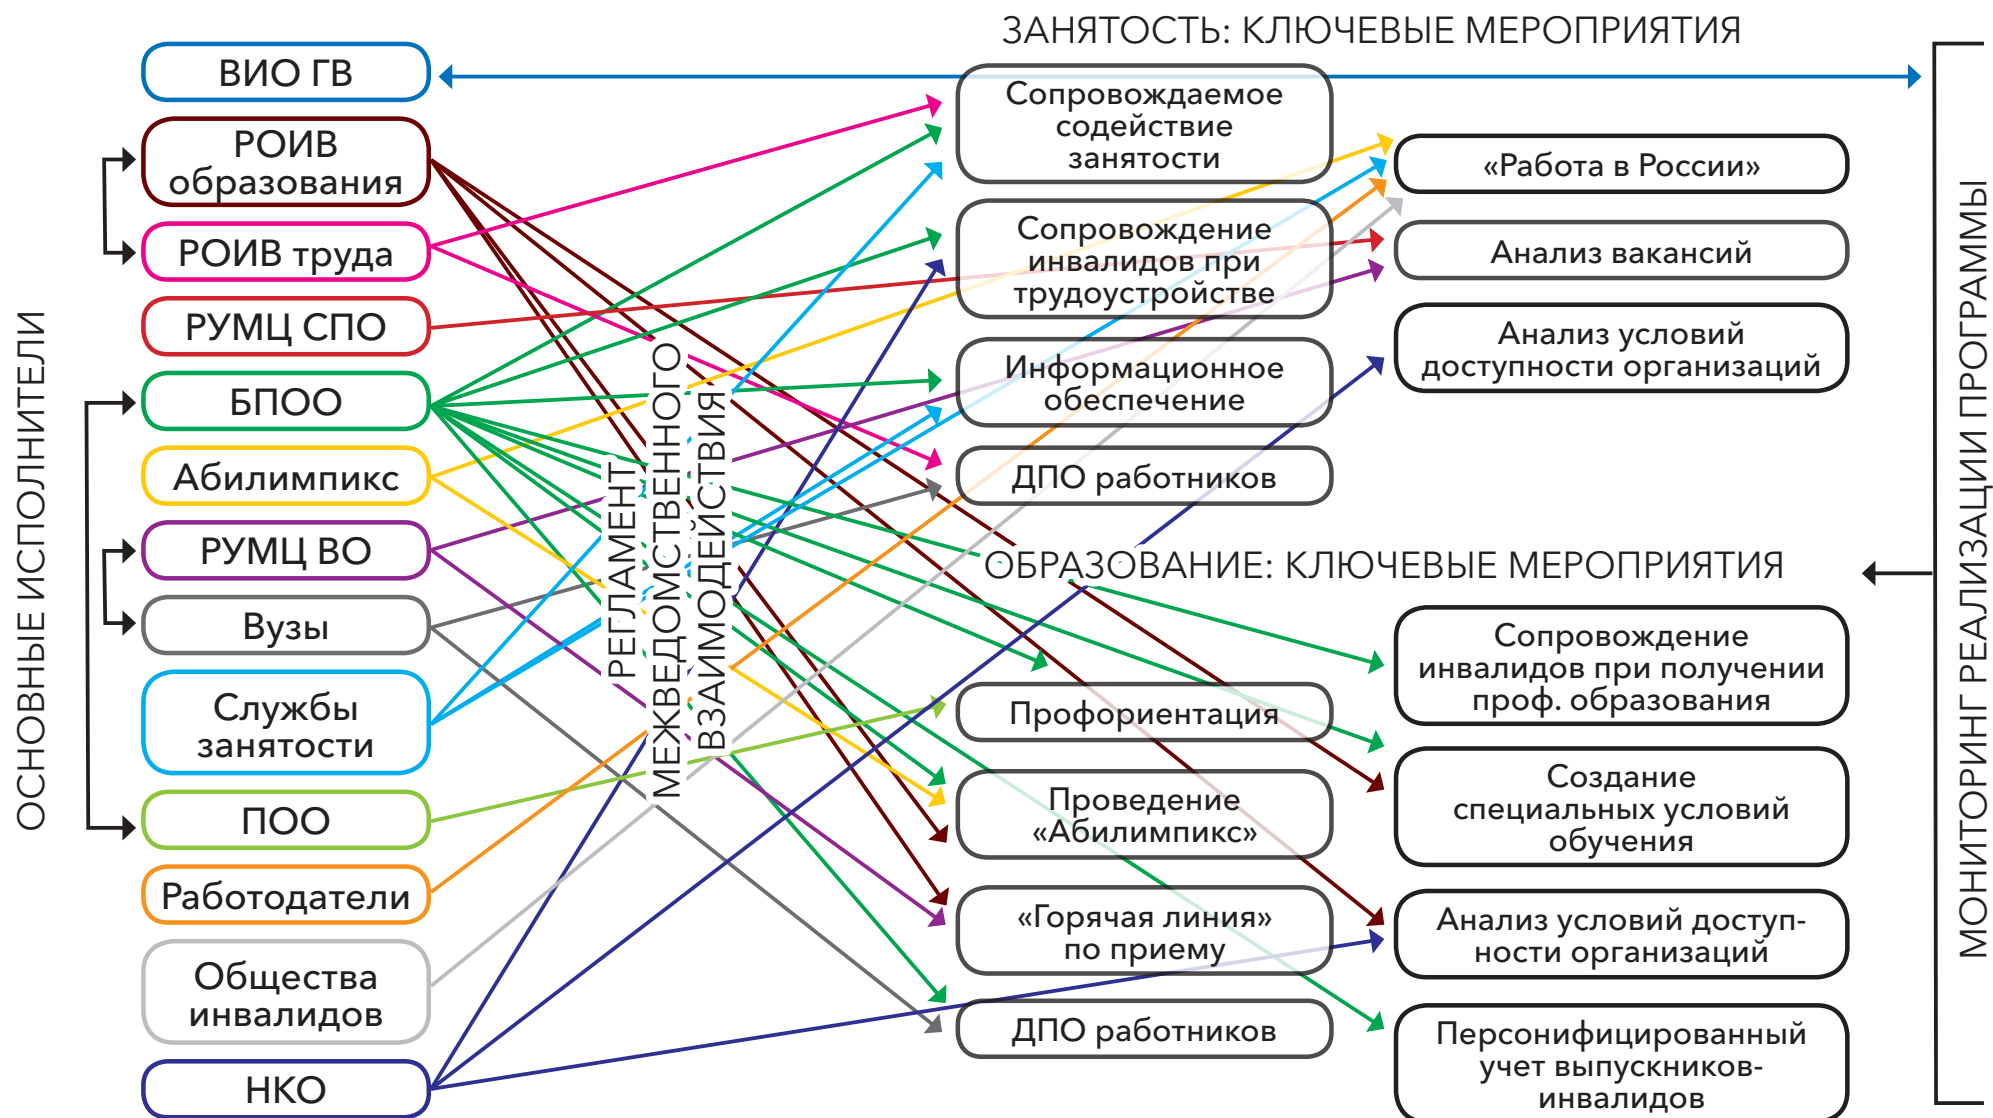 ОСНОВНЫЕ ИСПОЛНИТЕЛИ
ВИО ГВ
РОИВ
образования
РОИВ труда
РУМЦ СПО
БПОО
Абилимпикс
РУМЦ ВО
Вузы
Службы
занятости
ПОО
Работодатели
Общества
инвалидов
НКО
РЕГЛАМЕНТ
МЕЖВЕДОМСТВЕННОГО
ВЗАИМОДЕЙСТВИЯ
ЗАНЯТОСТЬ: КЛЮЧЕВЫЕ МЕРОПРИЯТИЯ
Сопровождаемое
содействие
занятости
Сопровождение
инвалидов при
трудоустройстве
Информационное
обеспечение
ДПО работников
«Работа в России»
Анализ вакансий
Анализ условий
доступности организаций
ОБРАЗОВАНИЕ: КЛЮЧЕВЫЕ МЕРОПРИЯТИЯ
Профориентация
Проведение
«Абилимпикс»
«Горячая линия»
по приему
ДПО работников
Сопровождение
инвалидов при получении
проф. образования
Создание
специальных условий
обучения
Анализ условий доступ-
ности организаций
Персонифицированный
учет выпускников-
инвалидов
МОНИТОРИНГ РЕАЛИЗАЦИИ ПРОГРАММЫ